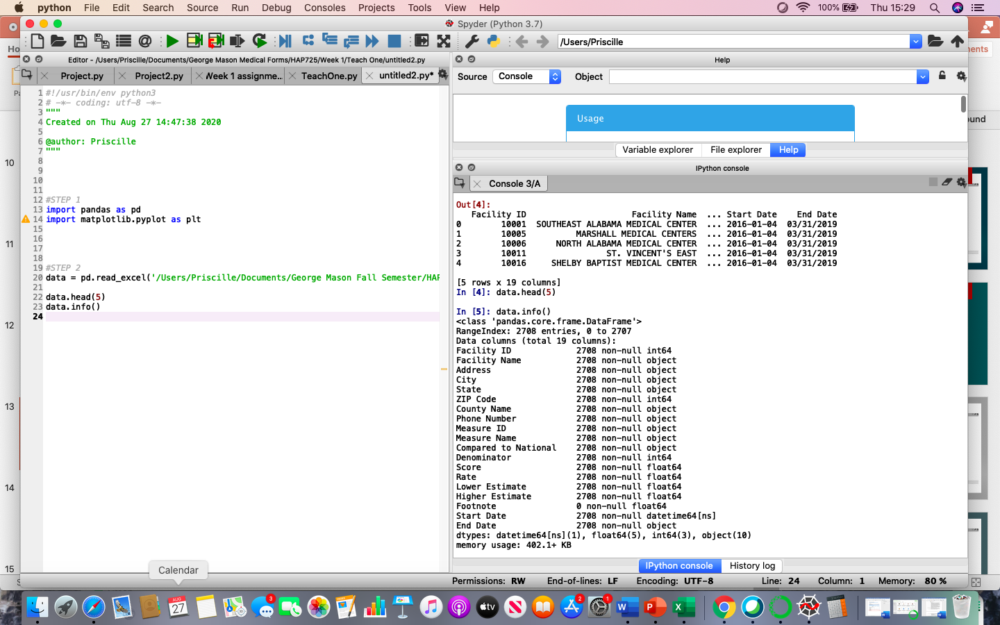 python File Edit Search Source Run Debug Consoles Projects Tools View Help 100% Thu 15:29
Spyder (Python 3.7)
/Users/Priscille
Editor - /Users/Priscille/Documents/George Mason Medical Forms/HAP725/Week 1/Teach One/untitled2.py
Project.py Project2.py Week 1 assignme... TeachOne.py untitled2.py*
1 #!/usr/bin/env python3
2 # -*- coding: utf-8 -*-
3 """
4 Created on Thu Aug 27 14:47:38 2020
5
6 @author: Priscille
7 """
8
9
10
11
12 #STEP 1
13 import pandas as pd
14 import matplotlib.pyplot as plt
15
16
17
18
19 #STEP 2
20 data = pd.read_excel('/Users/Priscille/Documents/George Mason Fall Semester/HAP
21
22 data.head(5)
23 data.info()
24
Help
Source Console Object
Usage
Variable explorer File explorer Help
IPython console
Console 3/A
Out[4]:
Facility ID Facility Name ... Start Date End Date
0 10001 SOUTHEAST ALABAMA MEDICAL CENTER ... 2016-01-04 03/31/2019
1 10005 MARSHALL MEDICAL CENTERS ... 2016-01-04 03/31/2019
2 10006 NORTH ALABAMA MEDICAL CENTER ... 2016-01-04 03/31/2019
3 10011 ST. VINCENT'S EAST ... 2016-01-04 03/31/2019
4 10016 SHELBY BAPTIST MEDICAL CENTER ... 2016-01-04 03/31/2019
[5 rows x 19 columns]
In [4]: data.head(5)
In [5]: data.info()
<class 'pandas.core.frame.DataFrame'>
RangeIndex: 2708 entries, 0 to 2707
Data columns (total 19 columns):
Facility ID 2708 non-null int64
Facility Name 2708 non-null object
Address 2708 non-null object
City 2708 non-null object
State 2708 non-null object
ZIP Code 2708 non-null int64
County Name 2708 non-null object
Phone Number 2708 non-null object
Measure ID 2708 non-null object
Measure Name 2708 non-null object
Compared to National 2708 non-null object
Denominator 2708 non-null int64
Score 2708 non-null float64
Rate 2708 non-null float64
Lower Estimate 2708 non-null float64
Higher Estimate 2708 non-null float64
Footnote 0 non-null float64
Start Date 2708 non-null datetime64[ns]
End Date 2708 non-null object
dtypes: datetime64[ns](1), float64(5), int64(3), object(10)
memory usage: 402.1+ KB
IPython console History log
Permissions: RW End-of-lines: LF Encoding: UTF-8 Line: 24 Column: 1 Memory: 80 %
Ho
Pa
10
11
12
13
14
15
S
ments
ound
Calendar
AUG
27
3
tv
2
1
W
P
X